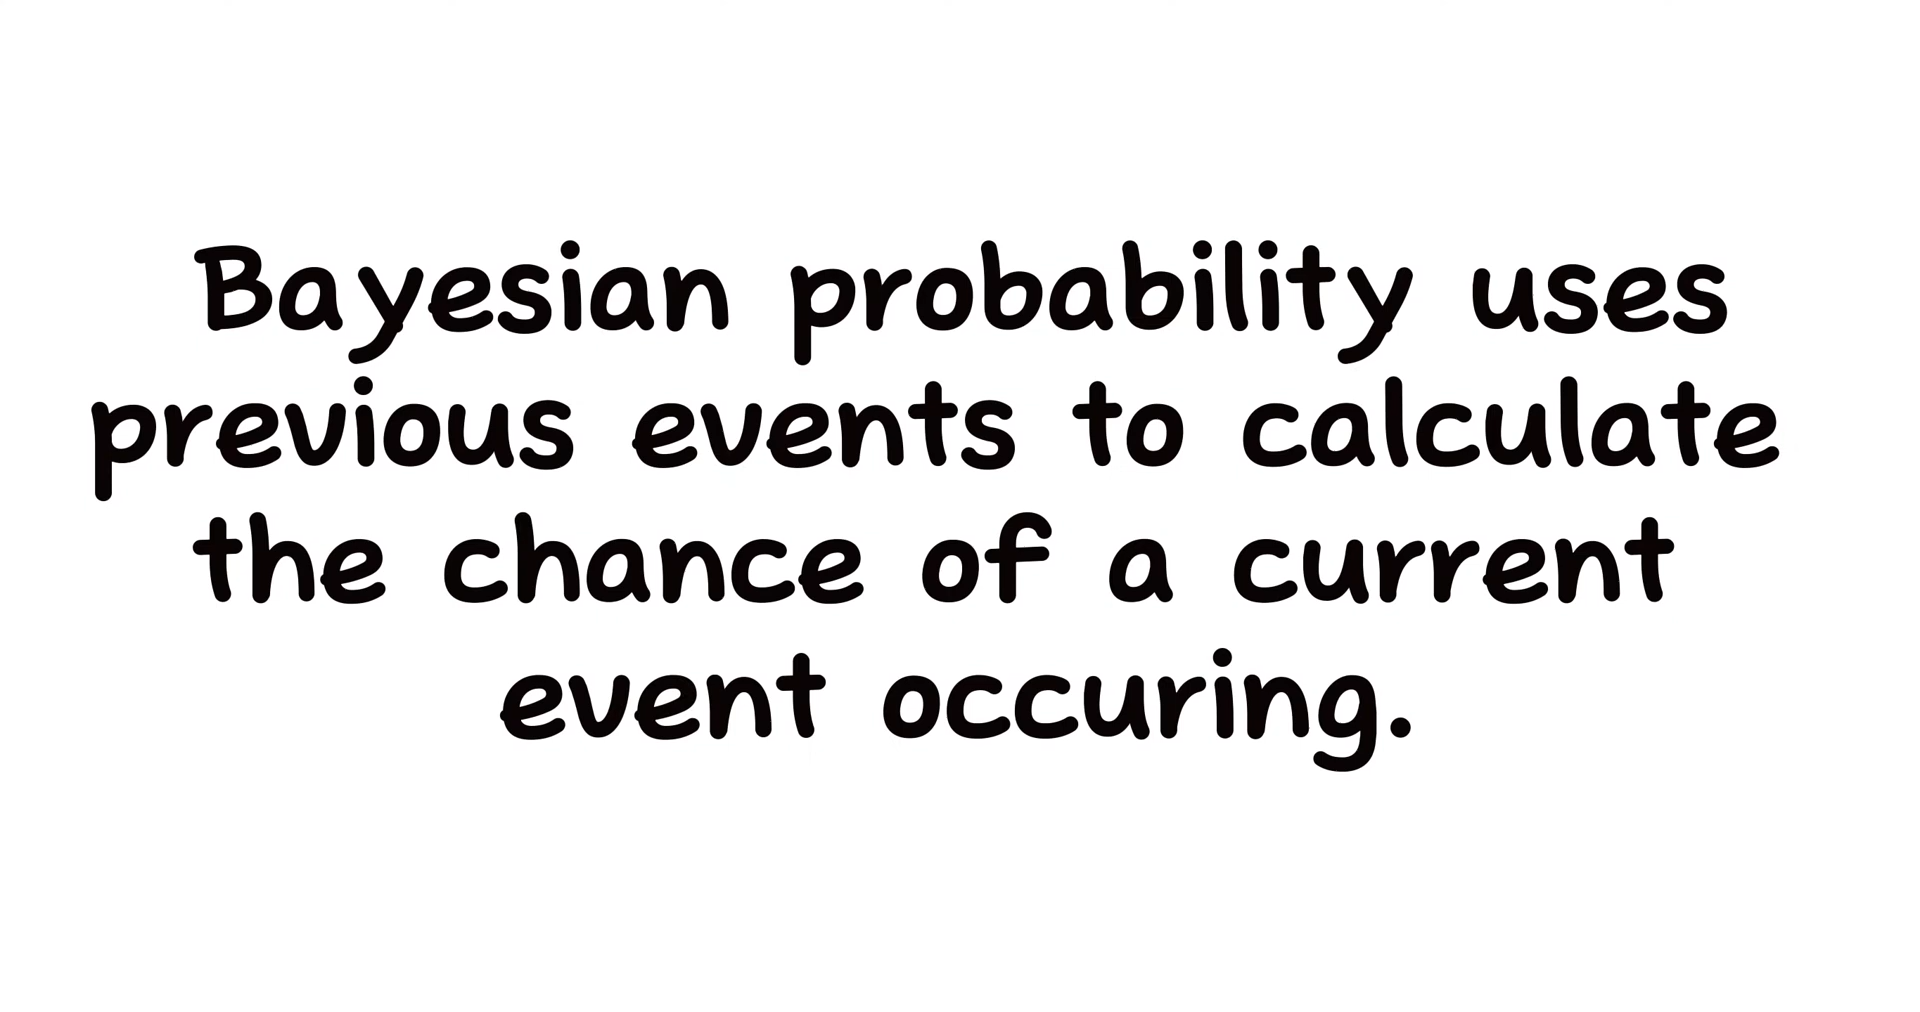 Bayesian probability uses
previous events to calculate
the chance of a current
event occuring.